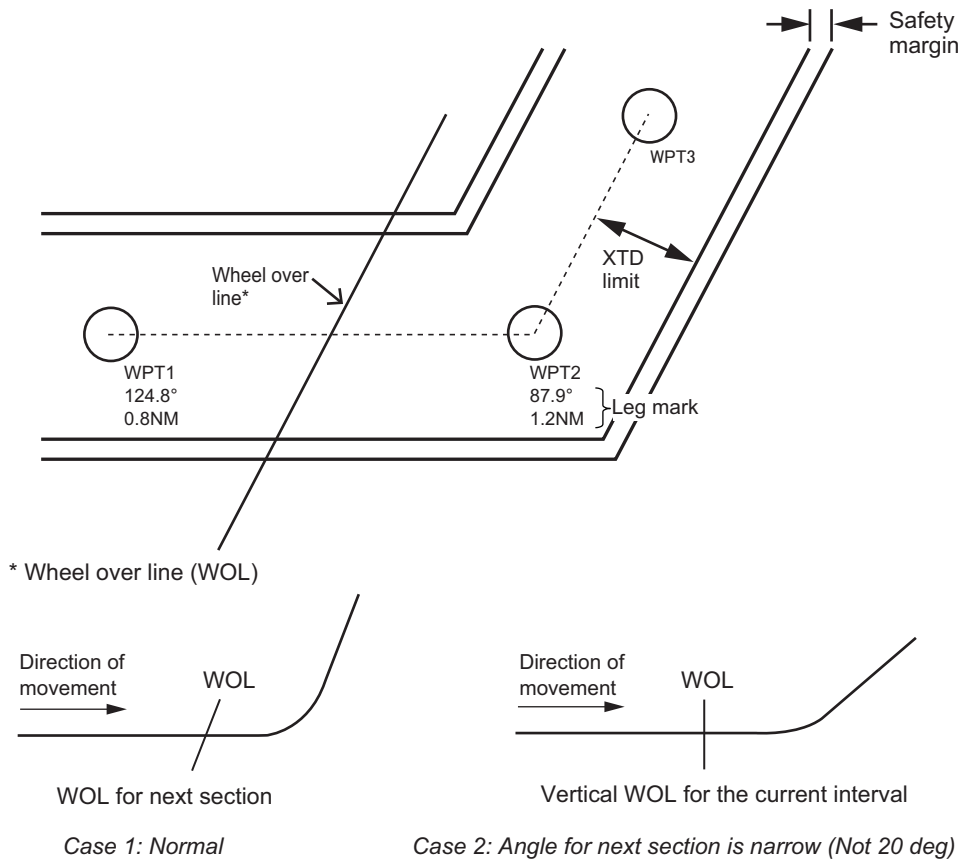 Safety
margin
WPT3
XTD
limit
Wheel over
line*
WPT1
124.8°
0.8NM
WPT2
87.9°
1.2NM
Leg mark
* Wheel over line (WOL)
Direction of
movement
WOL
WOL for next section
Case 1: Normal
Direction of
movement
WOL
Vertical WOL for the current interval
Case 2: Angle for next section is narrow (Not 20 deg)